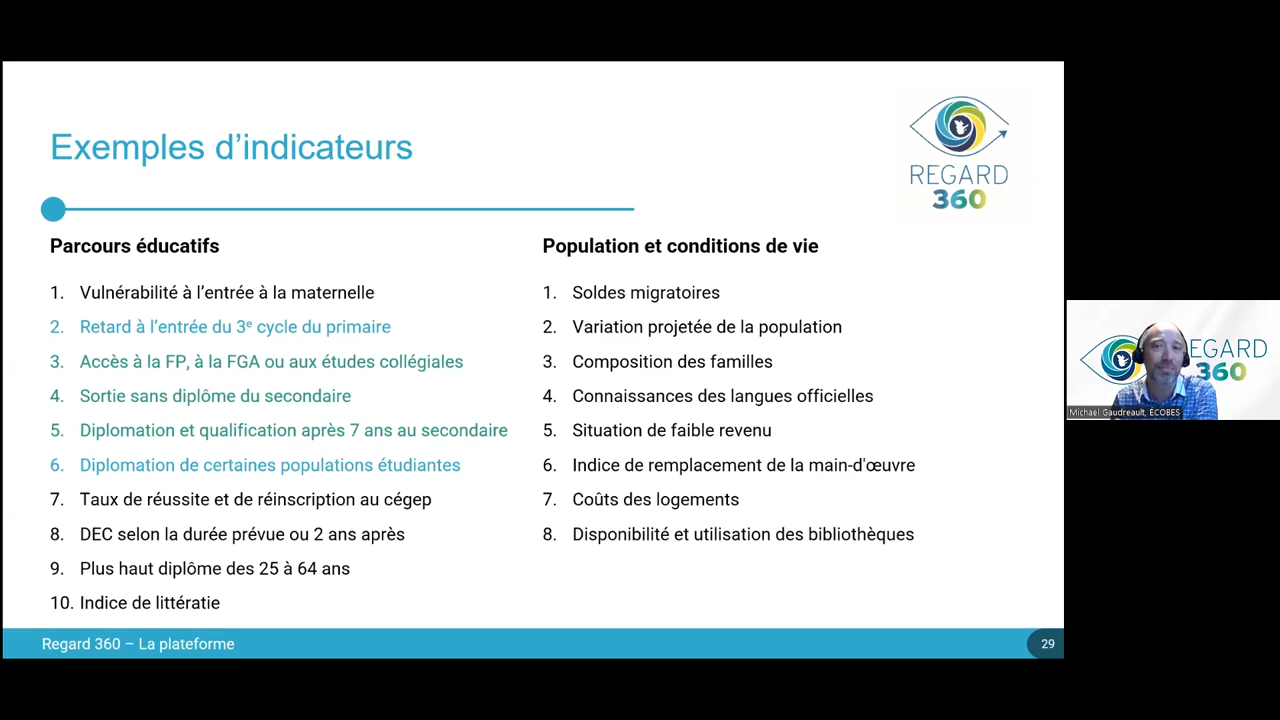 Exemples d'indicateurs
REGARD
360
Parcours éducatifs
1. Vulnérabilité à l'entrée à la maternelle
2. Retard à l'entrée du 3e cycle du primaire
3. Accès à la FP, à la FGA ou aux études collégiales
4. Sortie sans diplôme du secondaire
5. Diplomation et qualification après 7 ans au secondaire
6. Diplomation de certaines populations étudiantes
7. Taux de réussite et de réinscription au cégep
8. DEC selon la durée prévue ou 2 ans après
9. Plus haut diplôme des 25 à 64 ans
10. Indice de littératie
Population et conditions de vie
1. Soldes migratoires
2. Variation projetée de la population
3. Composition des familles
4. Connaissances des langues officielles
5. Situation de faible revenu
6. Indice de remplacement de la main-d'œuvre
7. Coûts des logements
8. Disponibilité et utilisation des bibliothèques
Regard 360 – La plateforme
29
EGARD
360
Michaël Gaudreault, ÉCOBES